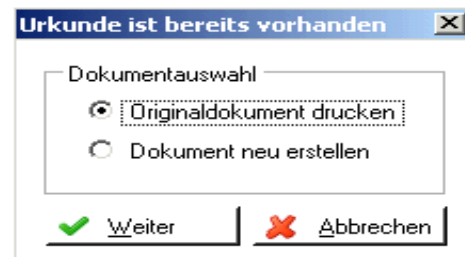 Urkunde ist bereits vorhanden
Dokumentauswahl
Originaldokument drucken
Dokument neu erstellen
Weiter Abbrechen